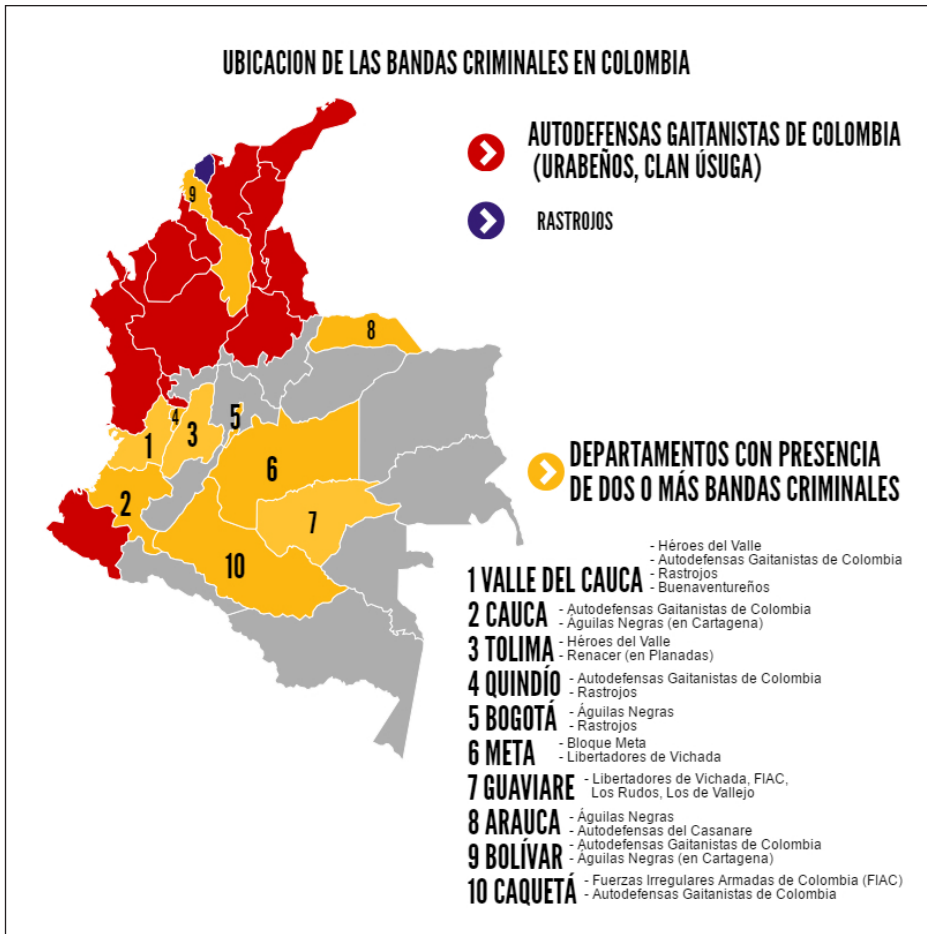 UBICACION DE LAS BANDAS CRIMINALES EN COLOMBIA
AUTODEFENSAS GAITANISTAS DE COLOMBIA
(URABEÑOS, CLAN ÚSUGA)
RASTROJOS
9
8
4
5
1
3
6
2
7
10
DEPARTAMENTOS CON PRESENCIA
DE DOS O MÁS BANDAS CRIMINALES
1 VALLE DEL CAUCA
- Héroes del Valle
- Autodefensas Gaitanistas de Colombia
- Rastrojos
- Buenaventureños
2 CAUCA
- Autodefensas Gaitanistas de Colombia
- Águilas Negras (en Cartagena)
3 TOLIMA
- Héroes del Valle
- Renacer (en Planadas)
4 QUINDÍO
- Autodefensas Gaitanistas de Colombia
- Rastrojos
5 BOGOTÁ
- Águilas Negras
- Rastrojos
6 META
- Bloque Meta
- Libertadores de Vichada
7 GUAVIARE
- Libertadores de Vichada, FIAC,
Los Rudos, Los de Vallejo
8 ARAUCA
- Águilas Negras
- Autodefensas del Casanare
9 BOLÍVAR
- Autodefensas Gaitanistas de Colombia
- Águilas Negras (en Cartagena)
10 CAQUETÁ
- Fuerzas Irregulares Armadas de Colombia (FIAC)
- Autodefensas Gaitanistas de Colombia